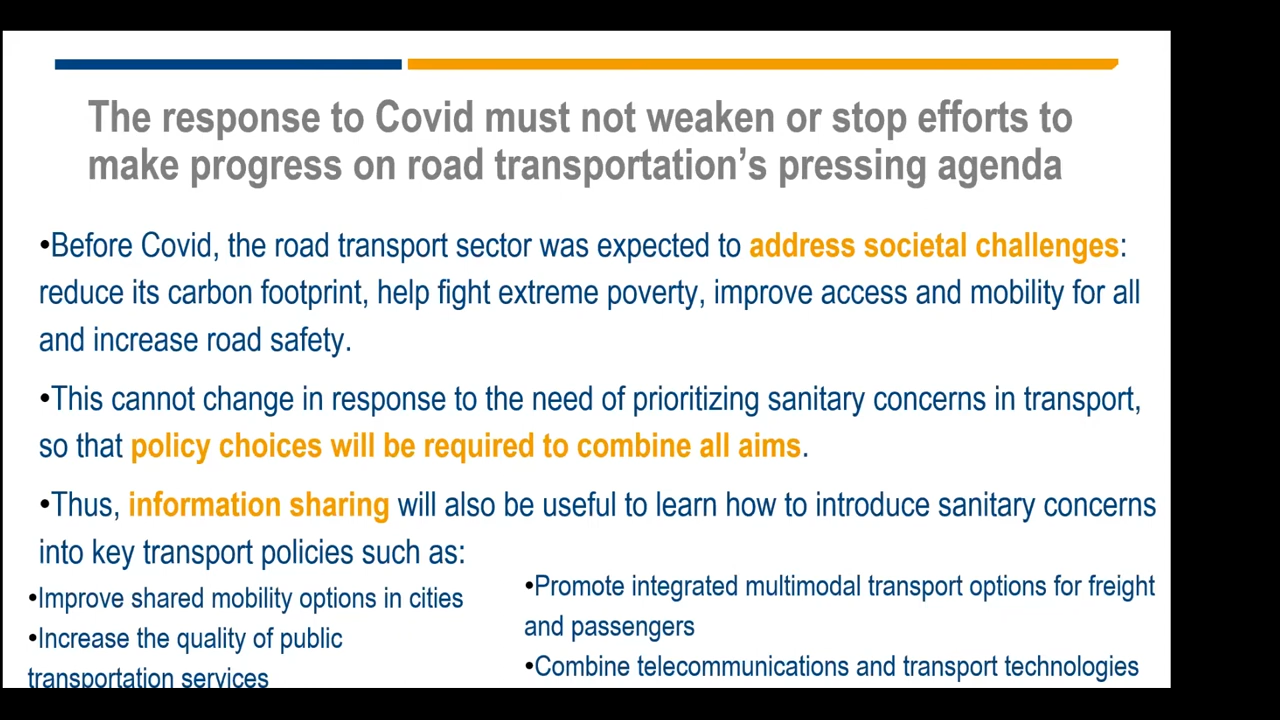 The response to Covid must not weaken or stop efforts to
make progress on road transportation’s pressing agenda
•Before Covid, the road transport sector was expected to address societal challenges:
reduce its carbon footprint, help fight extreme poverty, improve access and mobility for all
and increase road safety.
•This cannot change in response to the need of prioritizing sanitary concerns in transport,
so that policy choices will be required to combine all aims.
•Thus, information sharing will also be useful to learn how to introduce sanitary concerns
into key transport policies such as:
•Improve shared mobility options in cities
•Increase the quality of public
transportation services
•Promote integrated multimodal transport options for freight
and passengers
•Combine telecommunications and transport technologies